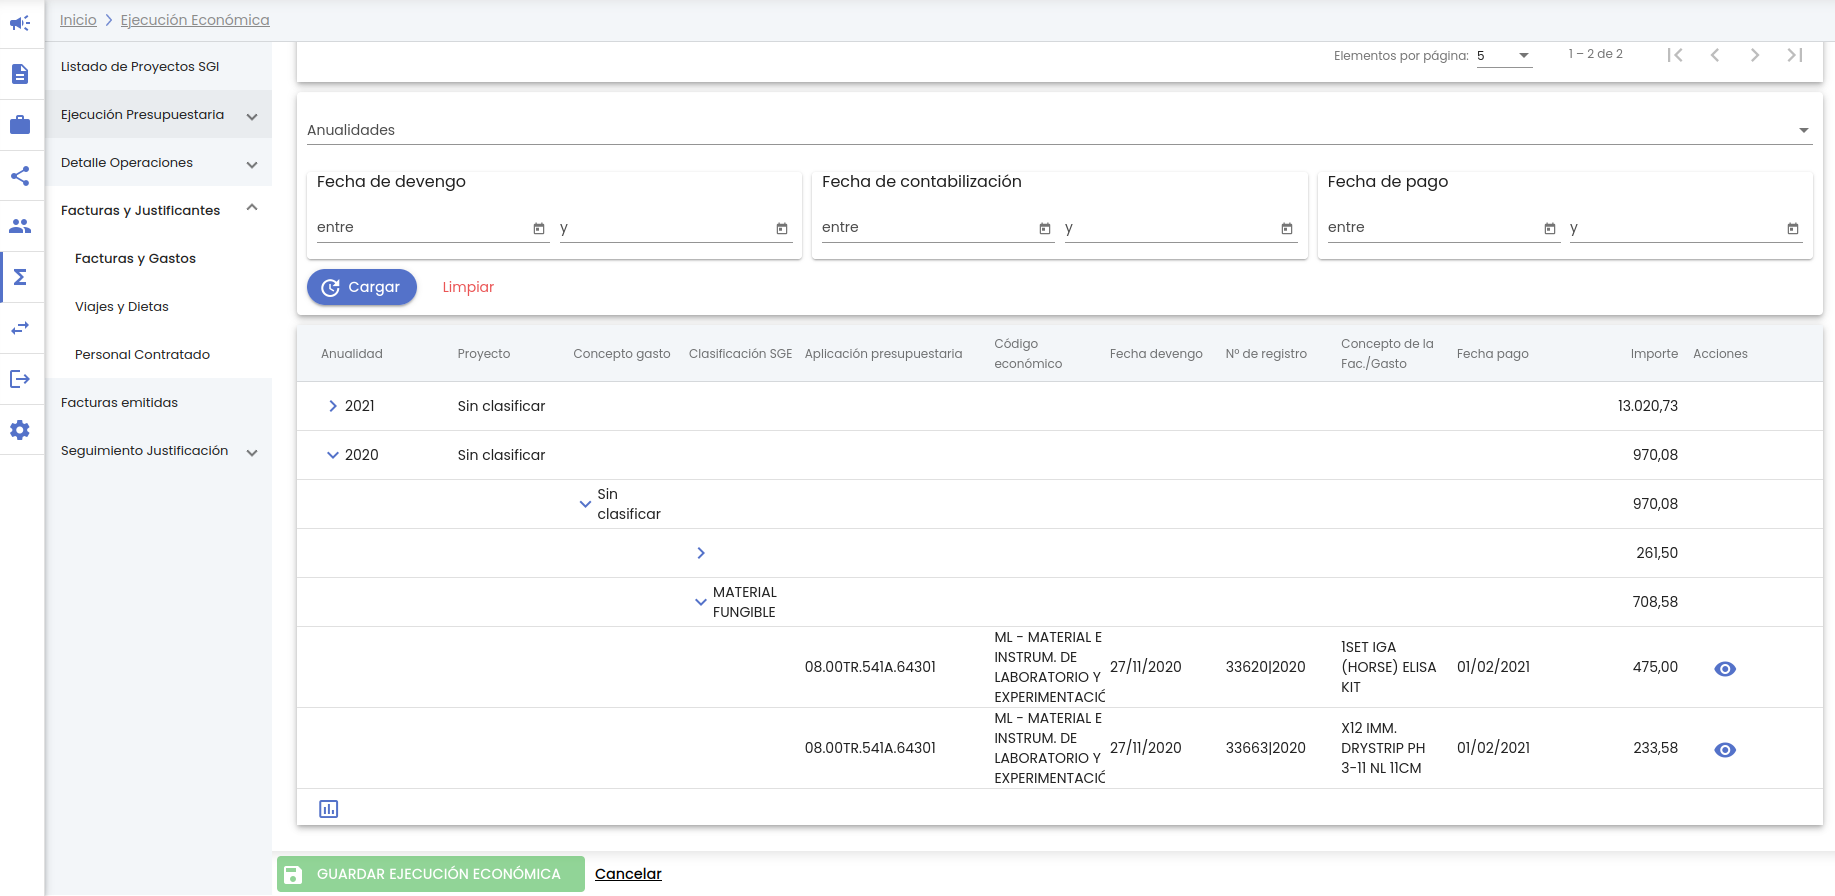 Inicio > Ejecución Económica
Listado de Proyectos SGI
Ejecución Presupuestaria
Detalle Operaciones
Facturas y Justificantes
Facturas y Gastos
Viajes y Dietas
Personal Contratado
Facturas emitidas
Seguimiento Justificación
Elementos por página: 5 1 – 2 de 2
Anualidades
Fecha de devengo Fecha de contabilización Fecha de pago
entre y entre y entre y
Cargar Limpiar
Anualidad Proyecto Concepto gasto Clasificación SGE Aplicación presupuestaria Código económico Fecha devengo Nº de registro Concepto de la Fac./Gasto Fecha pago Importe Acciones
2021 Sin clasificar 13.020,73
2020 Sin clasificar 970,08
Sin clasificar 970,08
261,50
MATERIAL FUNGIBLE 708,58
08.00TR.541A.64301 ML - MATERIAL E INSTRUM. DE LABORATORIO Y EXPERIMENTACIÓ 27/11/2020 33620|2020 1SET IGA (HORSE) ELISA KIT 01/02/2021 475,00
08.00TR.541A.64301 ML - MATERIAL E INSTRUM. DE LABORATORIO Y EXPERIMENTACIÓ 27/11/2020 33663|2020 X12 IMM. DRYSTRIP PH 3-11 NL 11CM 01/02/2021 233,58
GUARDAR EJECUCIÓN ECONÓMICA Cancelar